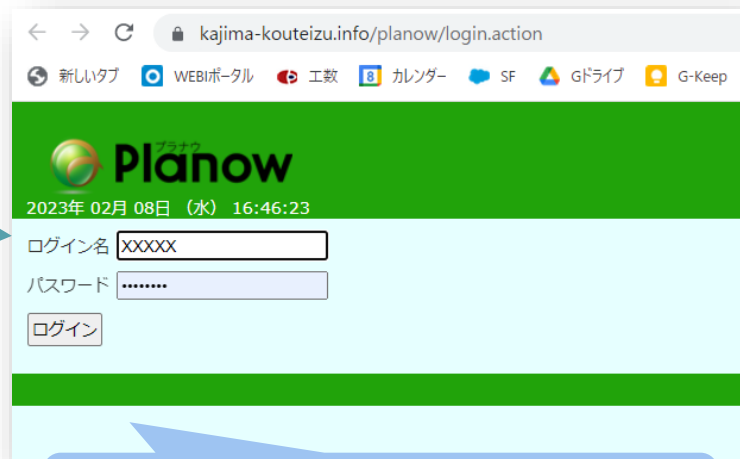 kajima-kouteizu.info/planow/login.action
新しいタブ WEBIポータル 工数 8 カレンダー SF Gドライブ G-Keep
プラナウ
Planow
2023年 02月 08日 （水） 16:46:23
ログイン名 XXXXX
パスワード ••••••••
ログイン